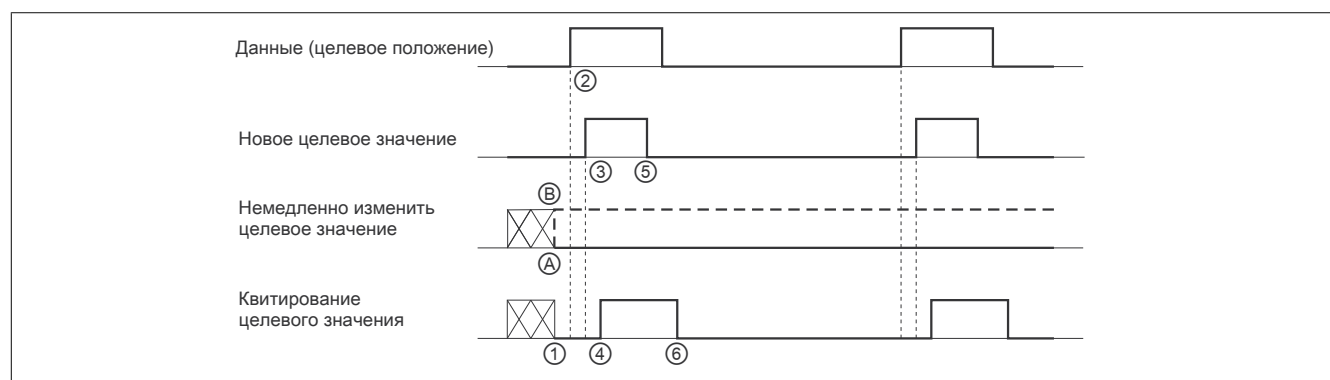 Данные (целевое положение)
②
Новое целевое значение
③ ⑤
Ⓑ
Немедленно изменить
целевое значение
Ⓐ
Квитирование
целевого значения
① ④ ⑥